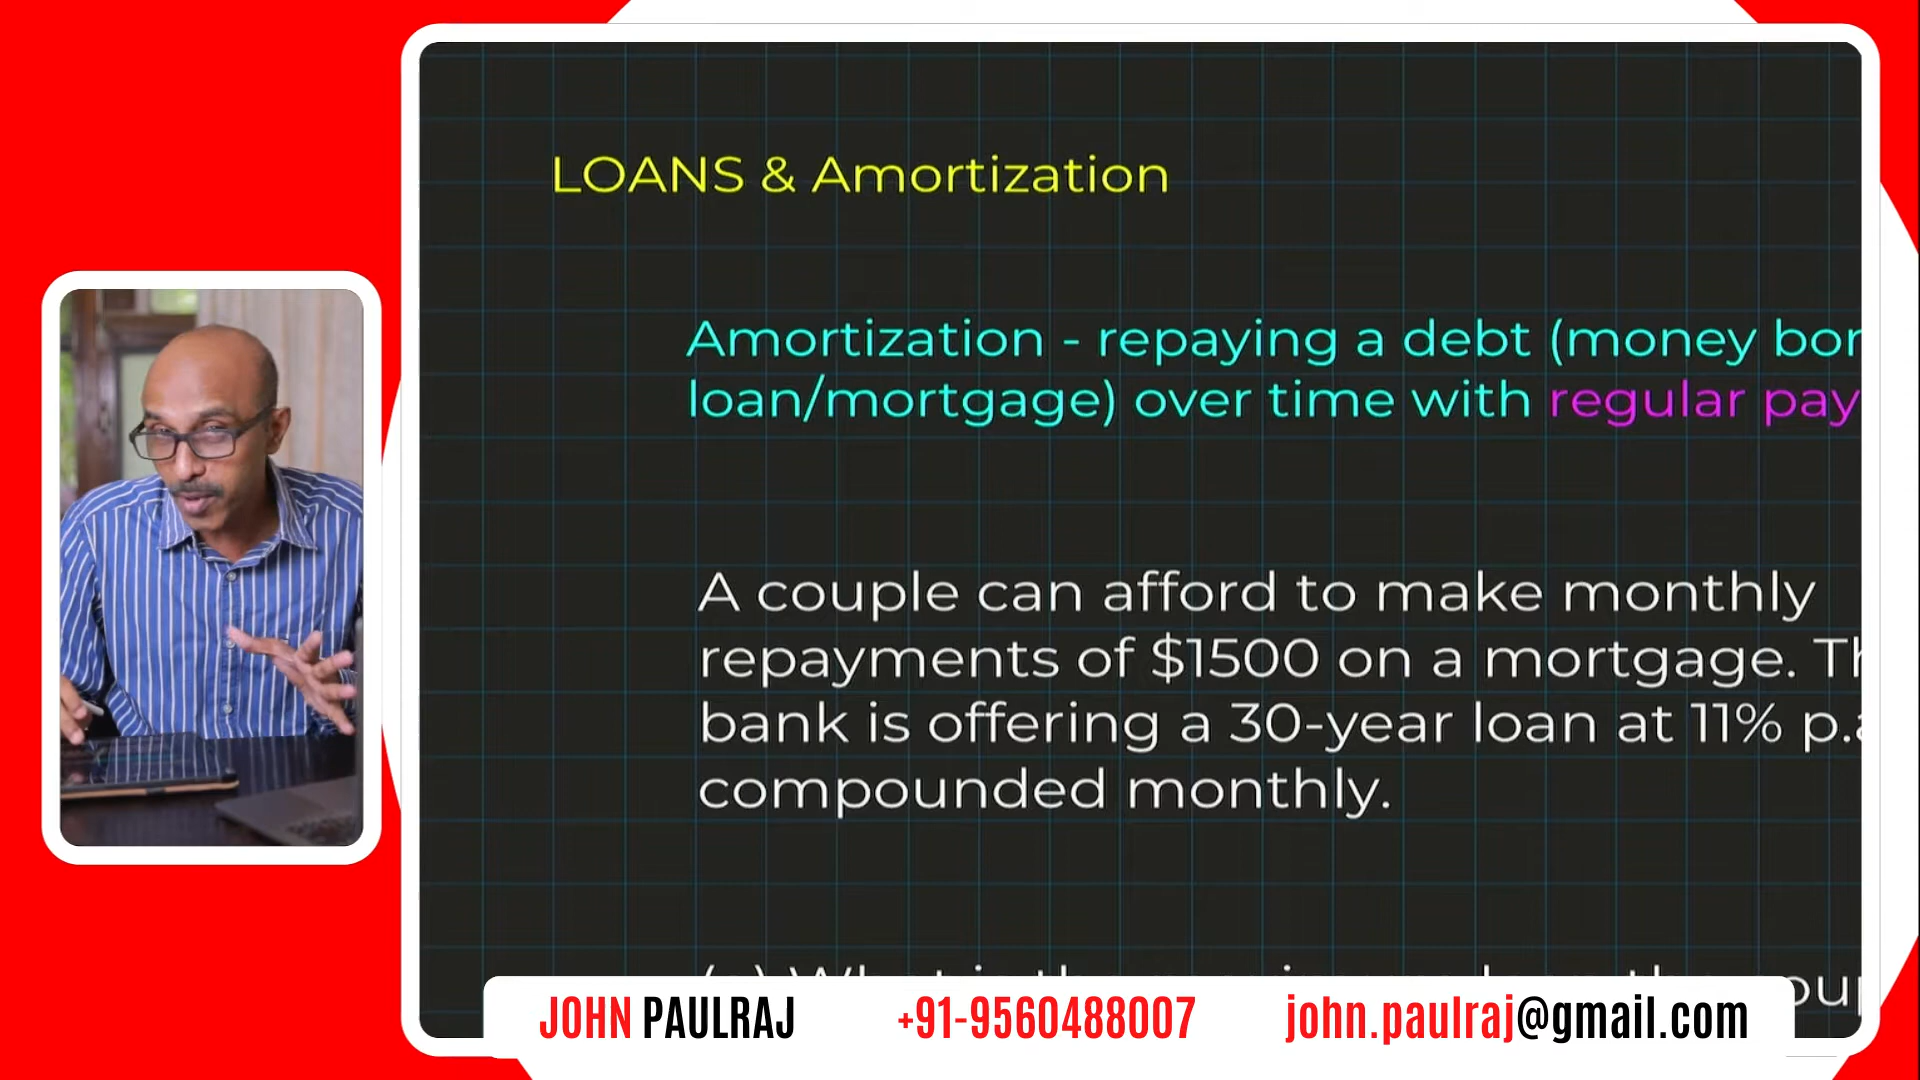 LOANS & Amortization
Amortization - repaying a debt (money bor
loan/mortgage) over time with regular pay
A couple can afford to make monthly
repayments of $1500 on a mortgage. Th
bank is offering a 30-year loan at 11% p.a
compounded monthly.
JOHN PAULRAJ +91-9560488007 john.paulraj@gmail.com